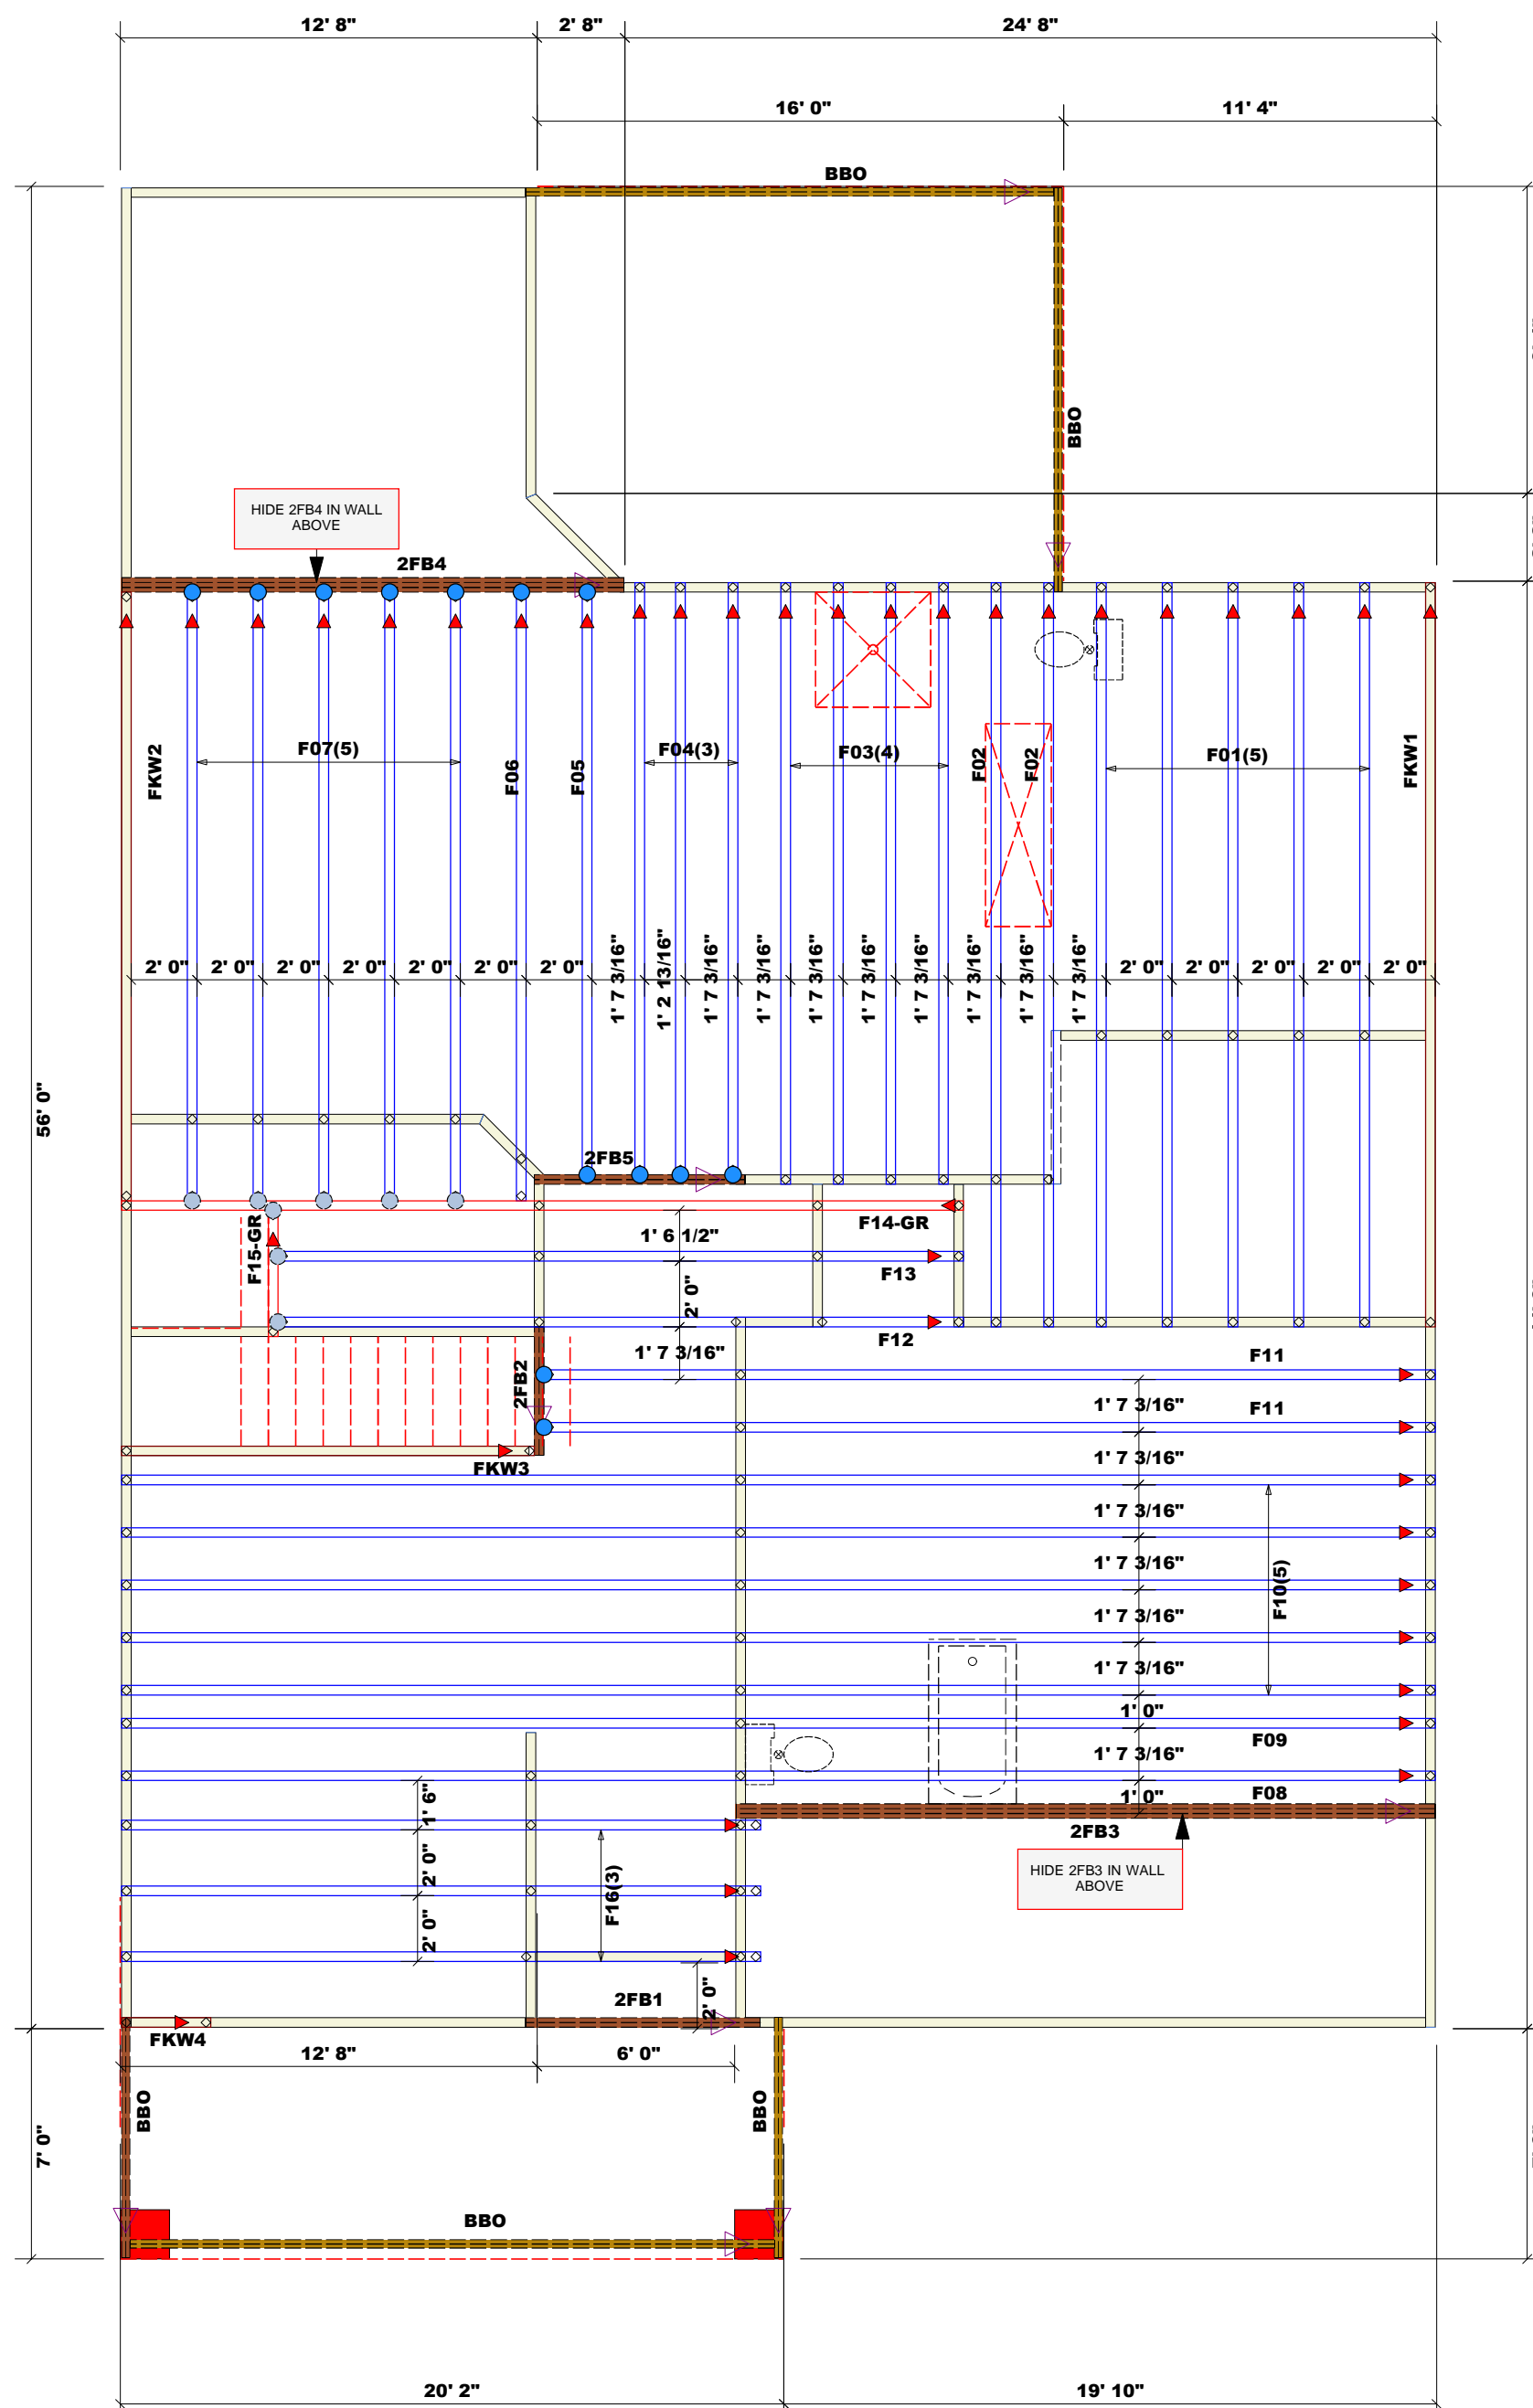 12' 8"
2' 8"
24' 8"
16' 0"
11' 4"
BBO
BBO
HIDE 2FB4 IN WALL
ABOVE
2FB4
FKW2
F07(5)
F06
F05
F04(3)
F03(4)
F02
F02
F01(5)
FKW1
2' 0"
2' 0"
2' 0"
2' 0"
2' 0"
2' 0"
2' 0"
1' 7 3/16"
1' 2 13/16"
1' 7 3/16"
1' 7 3/16"
1' 7 3/16"
1' 7 3/16"
1' 7 3/16"
1' 7 3/16"
1' 7 3/16"
1' 7 3/16"
2' 0"
2' 0"
2' 0"
2' 0"
2' 0"
56' 0"
2FB5
F15-GR
F14-GR
1' 6 1/2"
F13
2' 0"
F12
1' 7 3/16"
2FB2
F11
1' 7 3/16"
F11
FKW3
1' 7 3/16"
1' 7 3/16"
1' 7 3/16"
F10(5)
1' 7 3/16"
1' 7 3/16"
1' 0"
F09
1' 7 3/16"
1' 0"
F08
1' 6"
2FB3
HIDE 2FB3 IN WALL
ABOVE
2' 0"
F16(3)
2' 0"
2' 0"
2FB1
FKW4
12' 8"
6' 0"
BBO
BBO
7' 0"
BBO
20' 2"
19' 10"